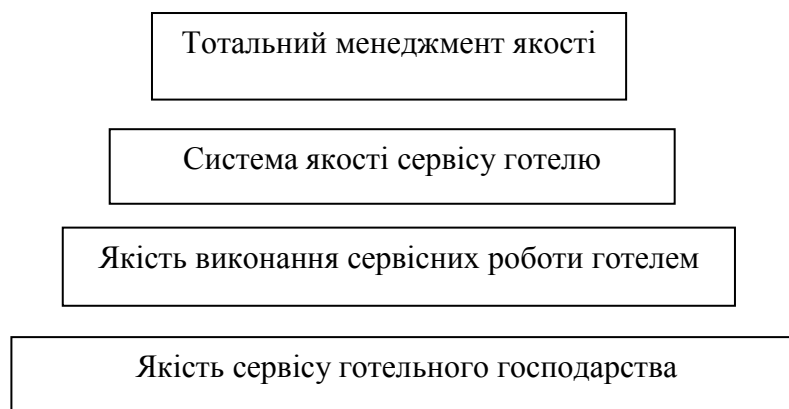 Тотальний менеджмент якості
Система якості сервісу готелю
Якість виконання сервісних роботи готелем
Якість сервісу готельного господарства